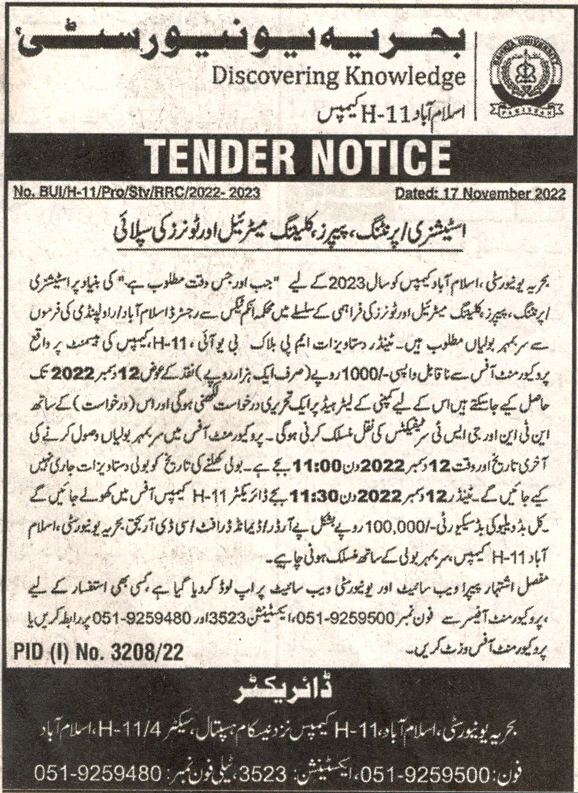 بحریہ یونیورسٹی
Discovering Knowledge
اسلام آباد H-11 کیمپس
BAHRIA UNIVERSITY
PAKISTAN
TENDER NOTICE
No. BUI/H-11/Pro/Stv/RRC/2022- 2023
Dated: 17 November 2022
اسٹیشنری/پرنٹنگ، پیپرز، کلیننگ میٹریل اور ٹونرز کی سپلائی
بحریہ یونیورسٹی، اسلام آباد کیمپس کو سال 2023 کے لیے "جب اور جس وقت مطلوب ہے" کی بنیاد پر اسٹیشنری
/پرنٹنگ، پیپرز، کلیننگ میٹریل اور ٹونرز کی فراہمی کے سلسلے میں محکمہ انکم ٹیکس سے رجسٹرڈ اسلام آباد/راولپنڈی کی فرموں
سے سربمہر بولیاں مطلوب ہیں۔ ٹینڈر دستاویزات ایم پی بلاک بی یو آئی، H-11، کیمپس کی بیسمنٹ پر واقع
پروکیورمنٹ آفس سے ناقابل واپسی -/1000 روپے (صرف ایک ہزار روپے) نقد کے عوض 12 دسمبر 2022 تک
حاصل کیے جا سکتے ہیں اس کے لیے کمپنی کے لیٹر ہیڈ پر ایک تحریری درخواست لکھنی ہوگی اور اس (درخواست) کے ساتھ
این ٹی این اور جی ایس ٹی سرٹیفکیٹس کی نقل منسلک کرنی ہوگی۔ پروکیورمنٹ آفس میں سربمہر بولیاں وصول کرنے کی
آخری تاریخ اور وقت 12 دسمبر 2022 دن 11:00 بجے ہے۔ بولی کھلنے کی تاریخ کو بولی دستاویزات جاری نہیں
کیے جائیں گے۔ ٹینڈر 12 دسمبر 2022 دن 11:30 بجے ڈائریکٹر H-11 کیمپس آفس میں کھولے جائیں گے
کل بڈ ویلیو کی بڈ سیکیورٹی -/100,000 روپے بشکل پے آرڈر/ڈیمانڈ ڈرافٹ/سی ڈی آر بحق بحریہ یونیورسٹی، اسلام
آباد H-11 کیمپس، سربمہر بولی کے ساتھ منسلک ہونی چاہیے۔
مفصل اشتہار پیپرا ویب سائیٹ اور یونیورسٹی ویب سائیٹ پر اپ لوڈ کر دیا گیا ہے، کسی بھی استفسار کے لیے
، پروکیورمنٹ آفیسر سے فون نمبر 9259500-051، ایکسٹینشن 3523 اور 9259480-051 پر رابطہ کریں یا
پروکیورمنٹ آفس وزٹ کریں۔
PID (I) No. 3208/22
ڈائریکٹر
بحریہ یونیورسٹی، اسلام آباد، H-11 کیمپس نزد نیسکام ہسپتال، سیکٹر H-11/4، اسلام آباد
فون: 9259500-051، ایکسٹینشن: 3523، ٹیلی فون نمبر: 9259480-051